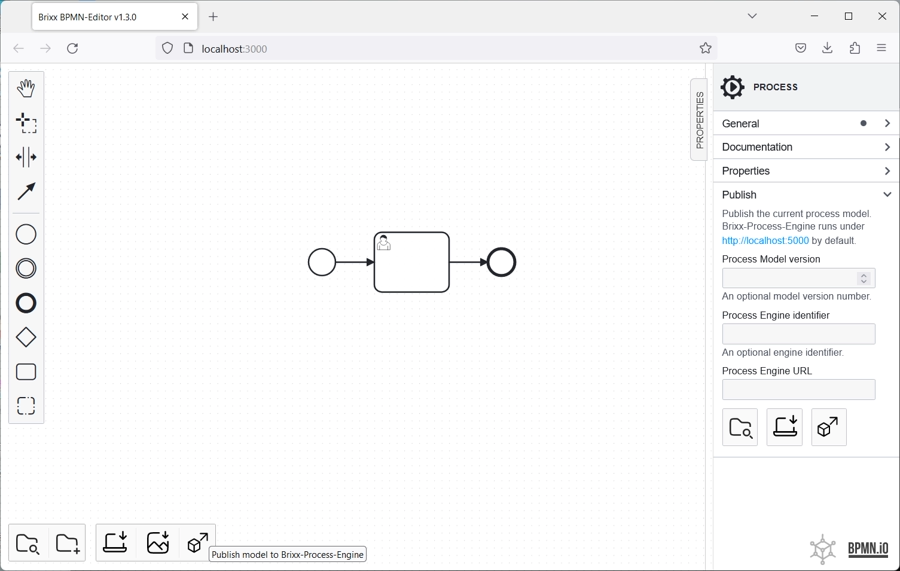 Brixx BPMN-Editor v1.3.0
localhost:3000
PROPERTIES
PROCESS
General
Documentation
Properties
Publish
Publish the current process model.
Brixx-Process-Engine runs under
http://localhost:5000 by default.
Process Model version
An optional model version number.
Process Engine identifier
An optional engine identifier.
Process Engine URL
Publish model to Brixx-Process-Engine
BPMN.iO